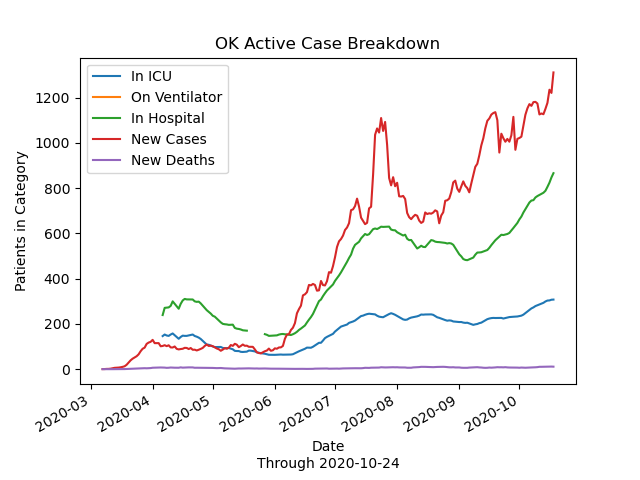 OK Active Case Breakdown
In ICU
On Ventilator
In Hospital
New Cases
New Deaths
Patients in Category
1200
1000
800
600
400
200
0
2020-03
2020-04
2020-05
2020-06
2020-07
2020-08
2020-09
2020-10
Date
Through 2020-10-24